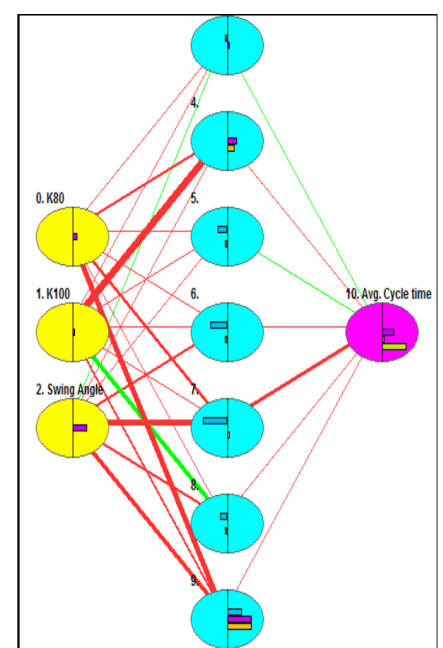 4.
0. K80
5.
1. K100
6.
10. Avg. Cycle time
2. Swing Angle
7.
8.
9.